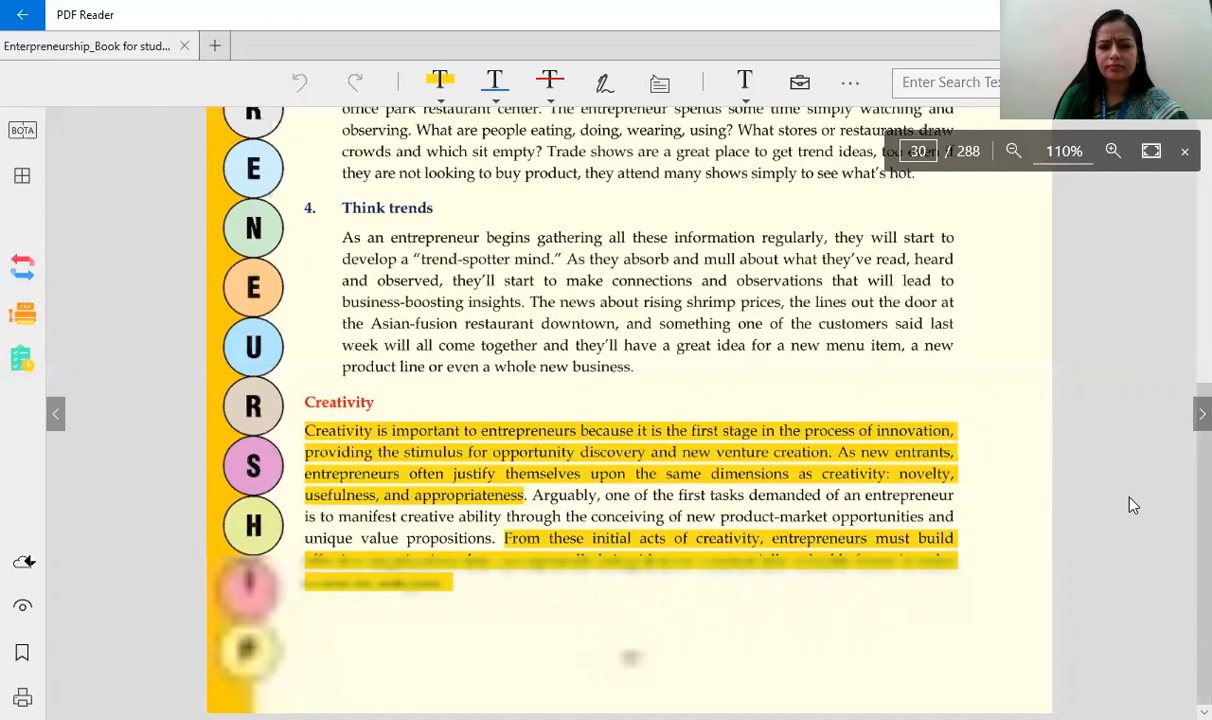 PDF Reader
Enterpreneurship_Book for stud...
T T T T ... Enter Search Tex
BOTA
30 / 288 110%
office park restaurant center. The entrepreneur spends some time simply watching and
observing. What are people eating, doing, wearing, using? What stores or restaurants draw
crowds and which sit empty? Trade shows are a great place to get trend ideas, too even if
they are not looking to buy product, they attend many shows simply to see what's hot.
4. Think trends
As an entrepreneur begins gathering all these information regularly, they will start to
develop a “trend-spotter mind.” As they absorb and mull about what they've read, heard
and observed, they'll start to make connections and observations that will lead to
business-boosting insights. The news about rising shrimp prices, the lines out the door at
the Asian-fusion restaurant downtown, and something one of the customers said last
week will all come together and they'll have a great idea for a new menu item, a new
product line or even a whole new business.
Creativity
Creativity is important to entrepreneurs because it is the first stage in the process of innovation,
providing the stimulus for opportunity discovery and new venture creation. As new entrants,
entrepreneurs often justify themselves upon the same dimensions as creativity: novelty,
usefulness, and appropriateness. Arguably, one of the first tasks demanded of an entrepreneur
is to manifest creative ability through the conceiving of new product-market opportunities and
unique value propositions. From these initial acts of creativity, entrepreneurs must build
R
E
N
E
U
R
S
H
I
P